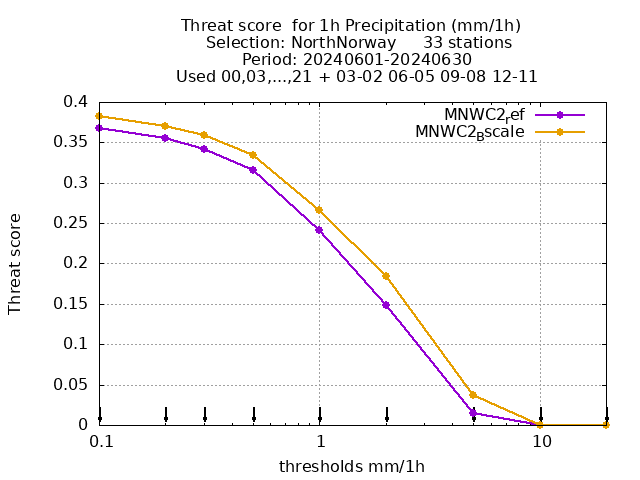 Threat score  for 1h Precipitation (mm/1h)
Selection: NorthNorway     33 stations
Period: 20240601-20240630
Used 00,03,...,21 + 03-02 06-05 09-08 12-11
MNWC2ref
MNWC2Bscale
0.4
0.35
0.3
0.25
0.2
0.15
0.1
0.05
0
Threat score
0.1
1
10
thresholds mm/1h